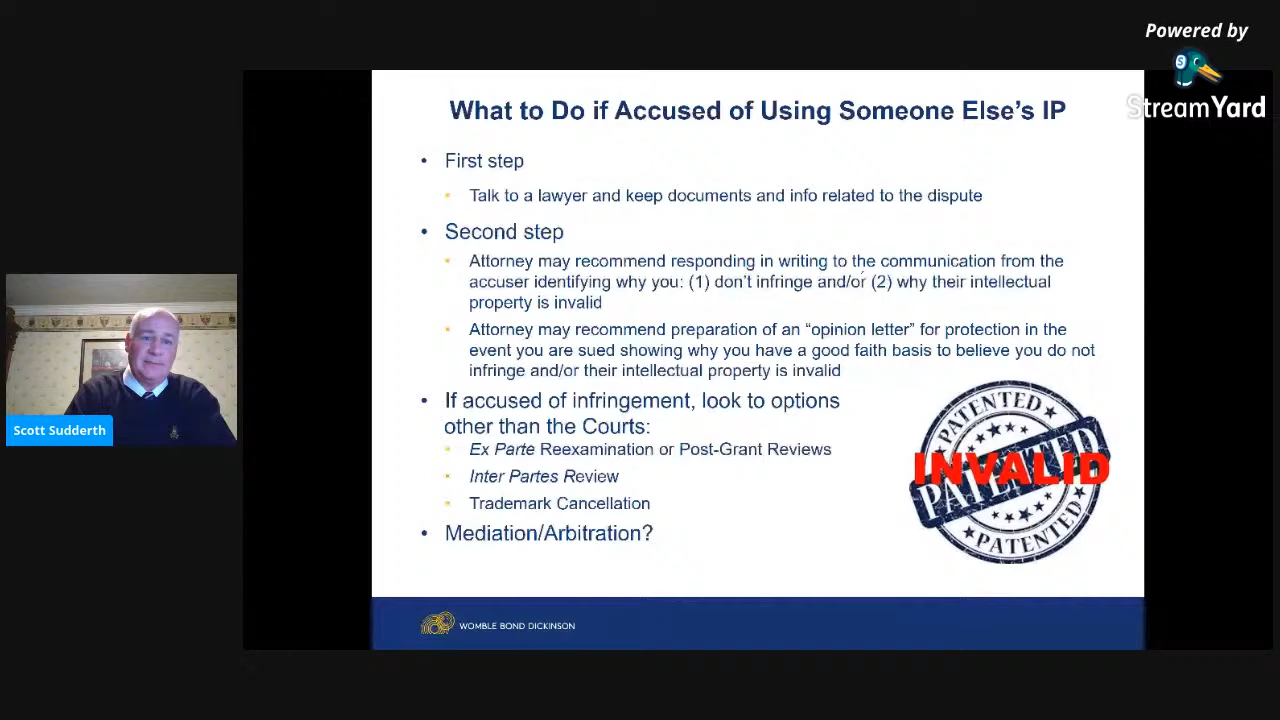 Powered by
StreamYard
What to Do if Accused of Using Someone Else's IP
• First step
• Talk to a lawyer and keep documents and info related to the dispute
• Second step
• Attorney may recommend responding in writing to the communication from the
accuser identifying why you: (1) don't infringe and/or (2) why their intellectual
property is invalid
• Attorney may recommend preparation of an “opinion letter” for protection in the
event you are sued showing why you have a good faith basis to believe you do not
infringe and/or their intellectual property is invalid
• If accused of infringement, look to options
other than the Courts:
• Ex Parte Reexamination or Post-Grant Reviews
• Inter Partes Review
• Trademark Cancellation
• Mediation/Arbitration?
PATENTED
PATENTED
INVALID
PATENTED
Scott Sudderth
WOMBLE BOND DICKINSON